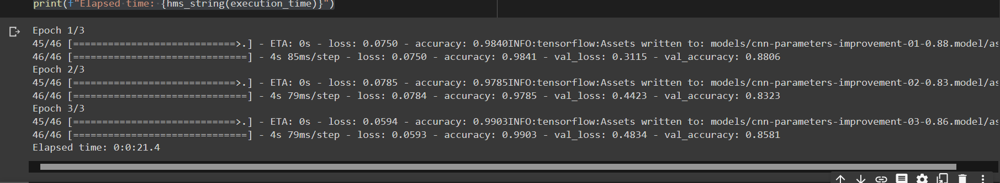 print(f"Elapsed time: {hms_string(execution_time)}")
Epoch 1/3
45/46 [============================>.] - ETA: 0s - loss: 0.0750 - accuracy: 0.9840INFO:tensorflow:Assets written to: models/cnn-parameters-improvement-01-0.88.model/as
46/46 [==============================] - 4s 85ms/step - loss: 0.0750 - accuracy: 0.9841 - val_loss: 0.3115 - val_accuracy: 0.8806
Epoch 2/3
45/46 [============================>.] - ETA: 0s - loss: 0.0785 - accuracy: 0.9785INFO:tensorflow:Assets written to: models/cnn-parameters-improvement-02-0.83.model/as
46/46 [==============================] - 4s 79ms/step - loss: 0.0784 - accuracy: 0.9785 - val_loss: 0.4423 - val_accuracy: 0.8323
Epoch 3/3
45/46 [============================>.] - ETA: 0s - loss: 0.0594 - accuracy: 0.9903INFO:tensorflow:Assets written to: models/cnn-parameters-improvement-03-0.86.model/as
46/46 [==============================] - 4s 79ms/step - loss: 0.0593 - accuracy: 0.9903 - val_loss: 0.4834 - val_accuracy: 0.8581
Elapsed time: 0:0:21.4